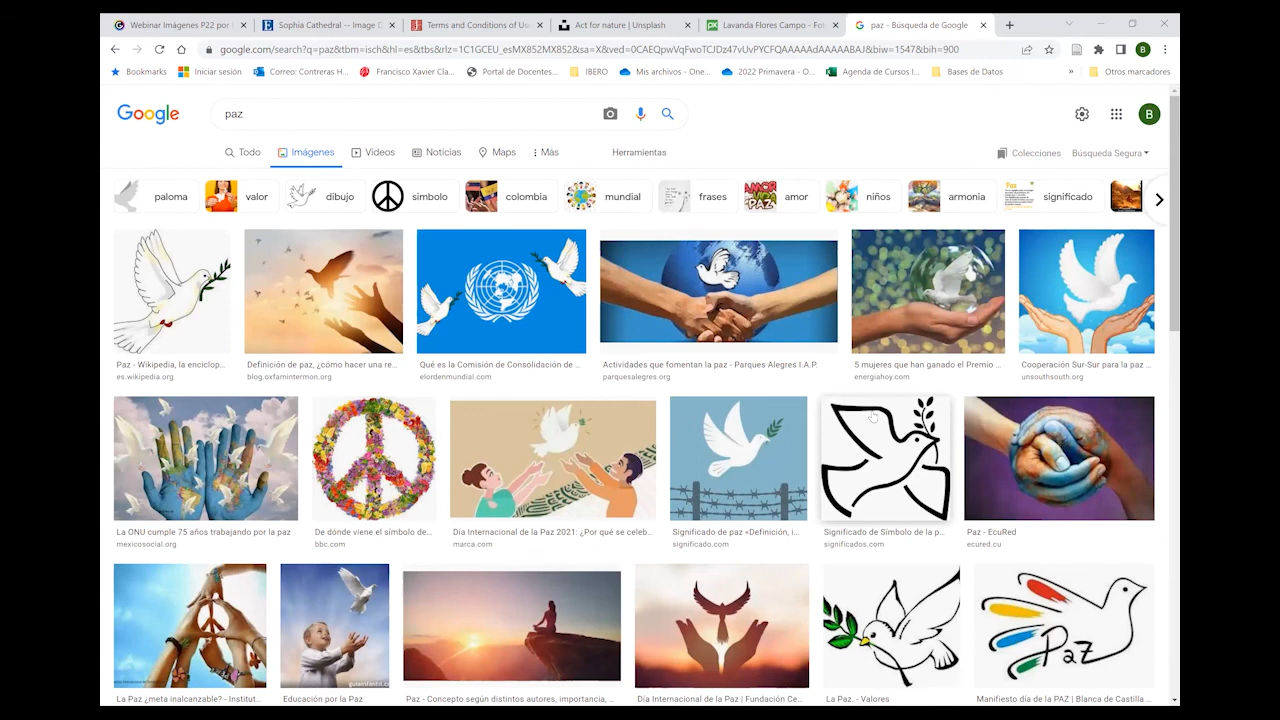 Webinar Imágenes P22 por
Sophia Cathedral -- Image D
Terms and Conditions of Us
Act for nature | Unsplash
Lavanda Flores Campo - Fot
paz - Búsqueda de Google
google.com/search?q=paz&tbm=isch&hl=es&tbs&rlz=1C1GCEU_esMX852MX852&sa=X&ved=0CAEQpwVqFwoTCJDz47vUvPYCFQAAAAAdAAAAABAJ&biw=1547&bih=900
Bookmarks
Iniciar sesión
Correo: Contreras H...
Francisco Xavier Cla...
Portal de Docentes...
IBERO
Mis archivos - One...
2022 Primavera - O...
Agenda de Cursos I...
Bases de Datos
»
Otros marcadores
Google
paz
B
Todo
Imágenes
Videos
Noticias
Maps
Más
Herramientas
Colecciones
Búsqueda Segura
paloma
valor
dibujo
simbolo
colombia
mundial
frases
AMOR VIDA PAZ
amor
niños
armonia
Paz
significado
Paz - Wikipedia, la enciclop...
es.wikipedia.org
Definición de paz, ¿cómo hacer una re...
blog.oxfamintermon.org
Qué es la Comisión de Consolidación de ...
elordenmundial.com
Actividades que fomentan la paz - Parques Alegres I.A.P.
parquesalegres.org
5 mujeres que han ganado el Premio ...
energiahoy.com
Cooperación Sur-Sur para la paz ...
unsouthsouth.org
La ONU cumple 75 años trabajando por la paz
mexicosocial.org
De dónde viene el símbolo de...
bbc.com
Día Internacional de la Paz 2021: ¿Por qué se celeb...
marca.com
Significado de paz «Definición, i...
significado.com
Significado de Símbolo de la p...
significados.com
Paz - EcuRed
ecured.cu
guiainfantil.com
Paz
La Paz ¿meta inalcanzable? - Institut...
Educación por la Paz
Paz - Concepto según distintos autores, importancia, ...
Día Internacional de la Paz | Fundación Ce...
La Paz. - Valores
Manifiesto día de la PAZ | Blanca de Castilla ...